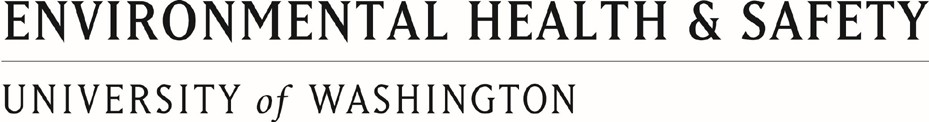 ENVIRONMENTAL HEALTH & SAFETY
UNIVERSITY of WASHINGTON